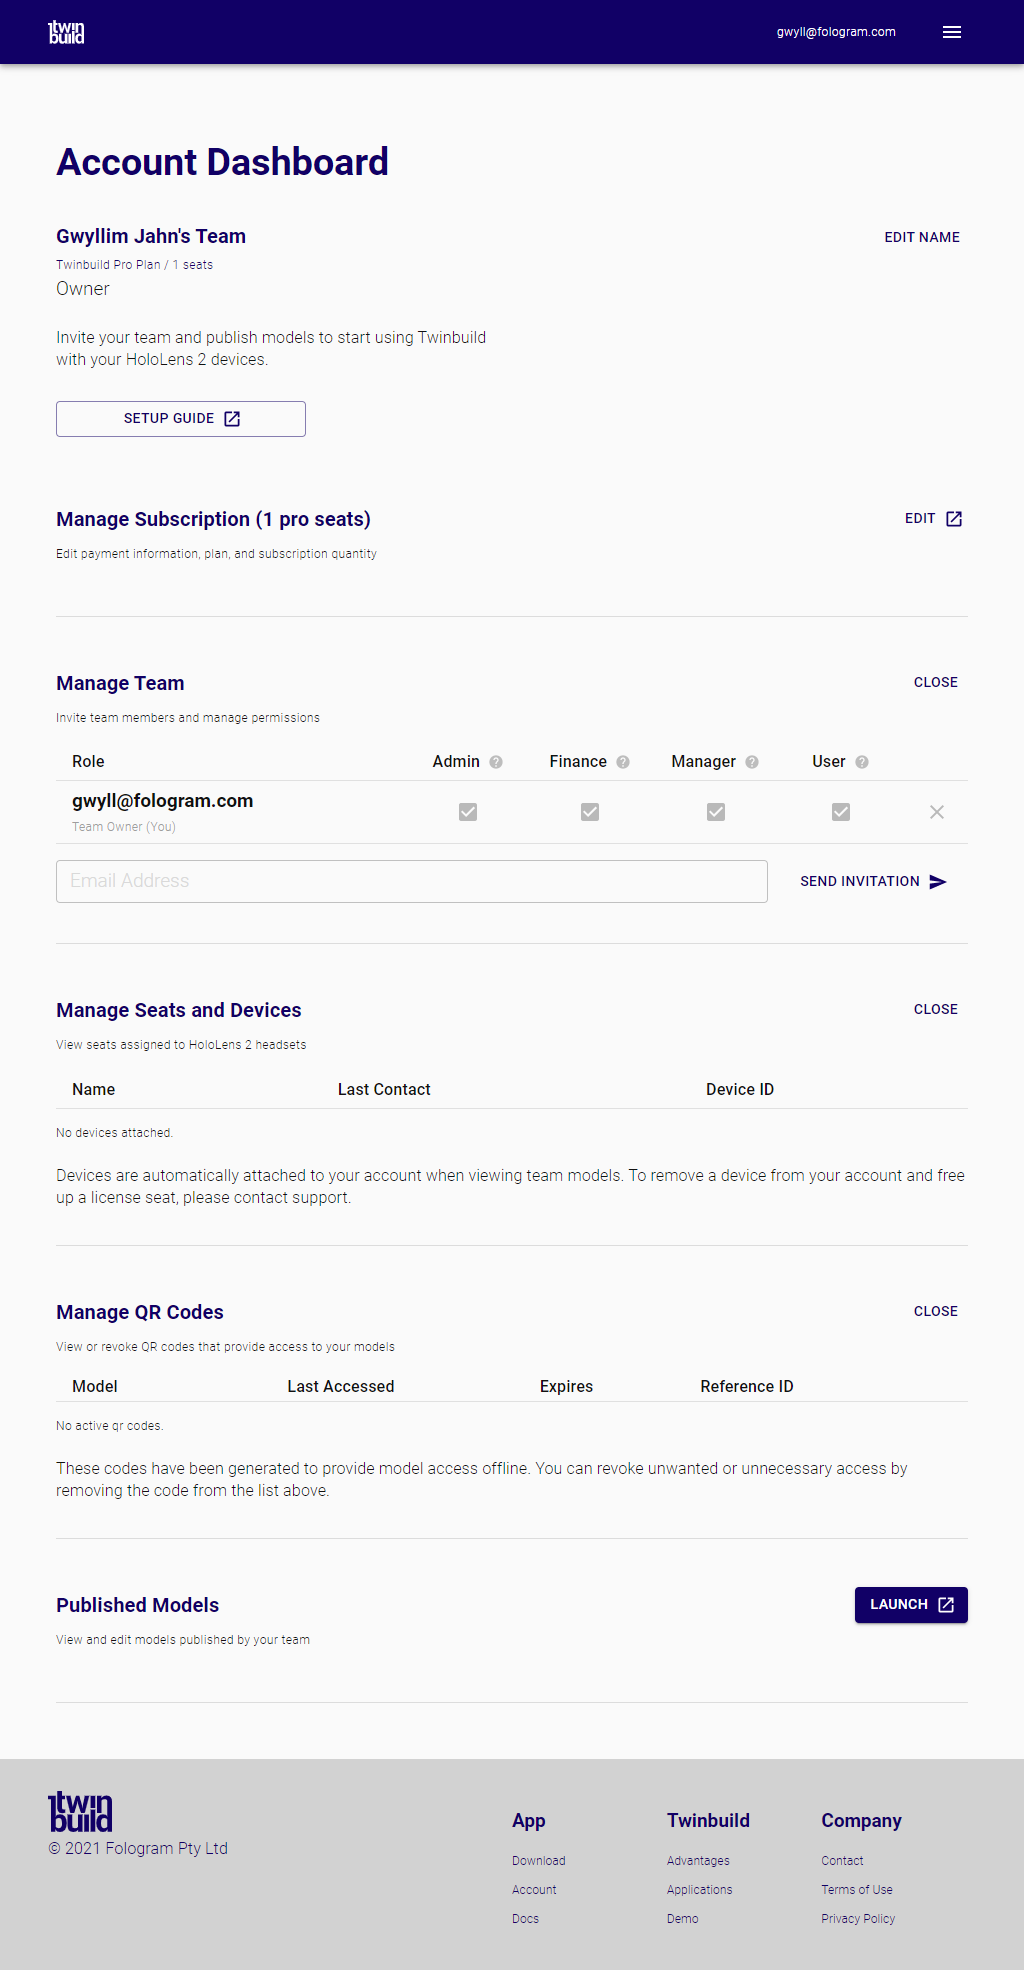 twin
build
gwyll@fologram.com
Account Dashboard
Gwyllim Jahn's Team
EDIT NAME
Twinbuild Pro Plan / 1 seats
Owner
Invite your team and publish models to start using Twinbuild
with your HoloLens 2 devices.
SETUP GUIDE
Manage Subscription (1 pro seats)
EDIT
Edit payment information, plan, and subscription quantity
Manage Team
CLOSE
Invite team members and manage permissions
Role Admin ? Finance ? Manager ? User ?
gwyll@fologram.com
Team Owner (You)
Email Address
SEND INVITATION
Manage Seats and Devices
CLOSE
View seats assigned to HoloLens 2 headsets
Name Last Contact Device ID
No devices attached.
Devices are automatically attached to your account when viewing team models. To remove a device from your account and free
up a license seat, please contact support.
Manage QR Codes
CLOSE
View or revoke QR codes that provide access to your models
Model Last Accessed Expires Reference ID
No active qr codes.
These codes have been generated to provide model access offline. You can revoke unwanted or unnecessary access by
removing the code from the list above.
Published Models
LAUNCH
View and edit models published by your team
twin
build
© 2021 Fologram Pty Ltd
App
Download
Account
Docs
Twinbuild
Advantages
Applications
Demo
Company
Contact
Terms of Use
Privacy Policy